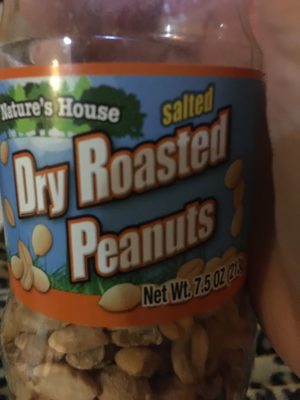 Nature's House
salted
Dry Roasted
Peanuts
Net Wt. 7.5 OZ